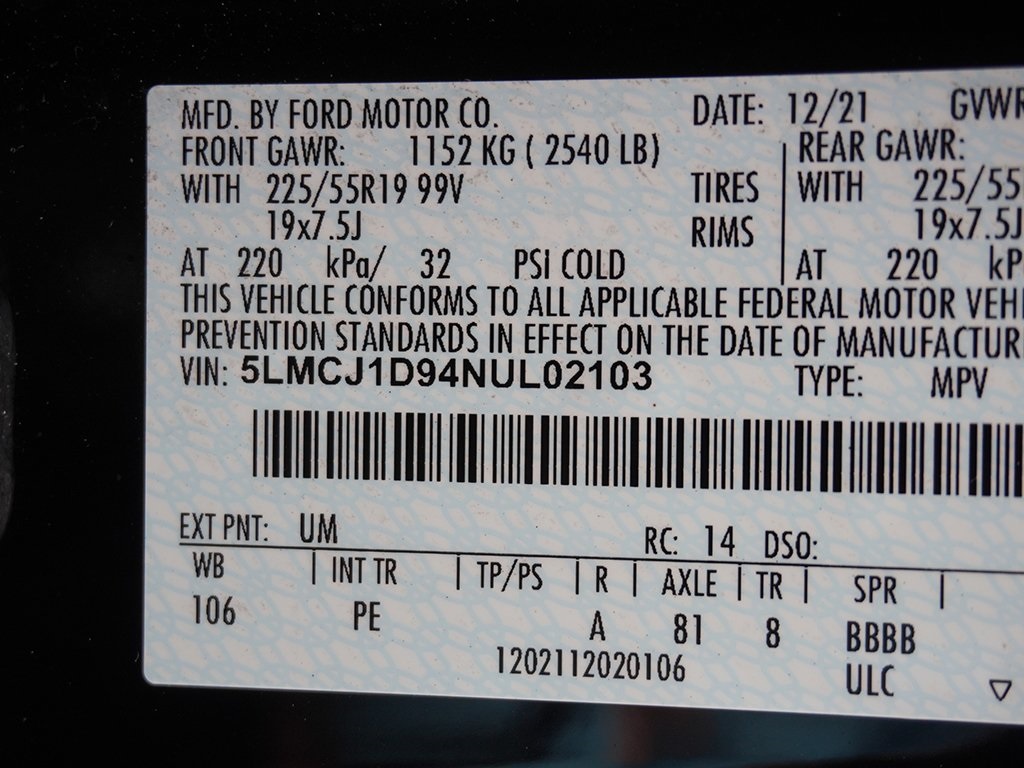 MFD. BY FORD MOTOR CO. DATE: 12/21 GVWR
FRONT GAWR: 1152 KG ( 2540 LB) REAR GAWR:
WITH 225/55R19 99V TIRES WITH 225/55
19x7.5J RIMS 19x7.5J
AT 220 kPa/ 32 PSI COLD AT 220 kP
THIS VEHICLE CONFORMS TO ALL APPLICABLE FEDERAL MOTOR VEHI
PREVENTION STANDARDS IN EFFECT ON THE DATE OF MANUFACTUR
VIN: 5LMCJ1D94NUL02103 TYPE: MPV
EXT PNT: UM RC: 14 DSO:
WB INT TR TP/PS R AXLE TR SPR
106 PE A 81 8 BBBB
1202112020106 ULC